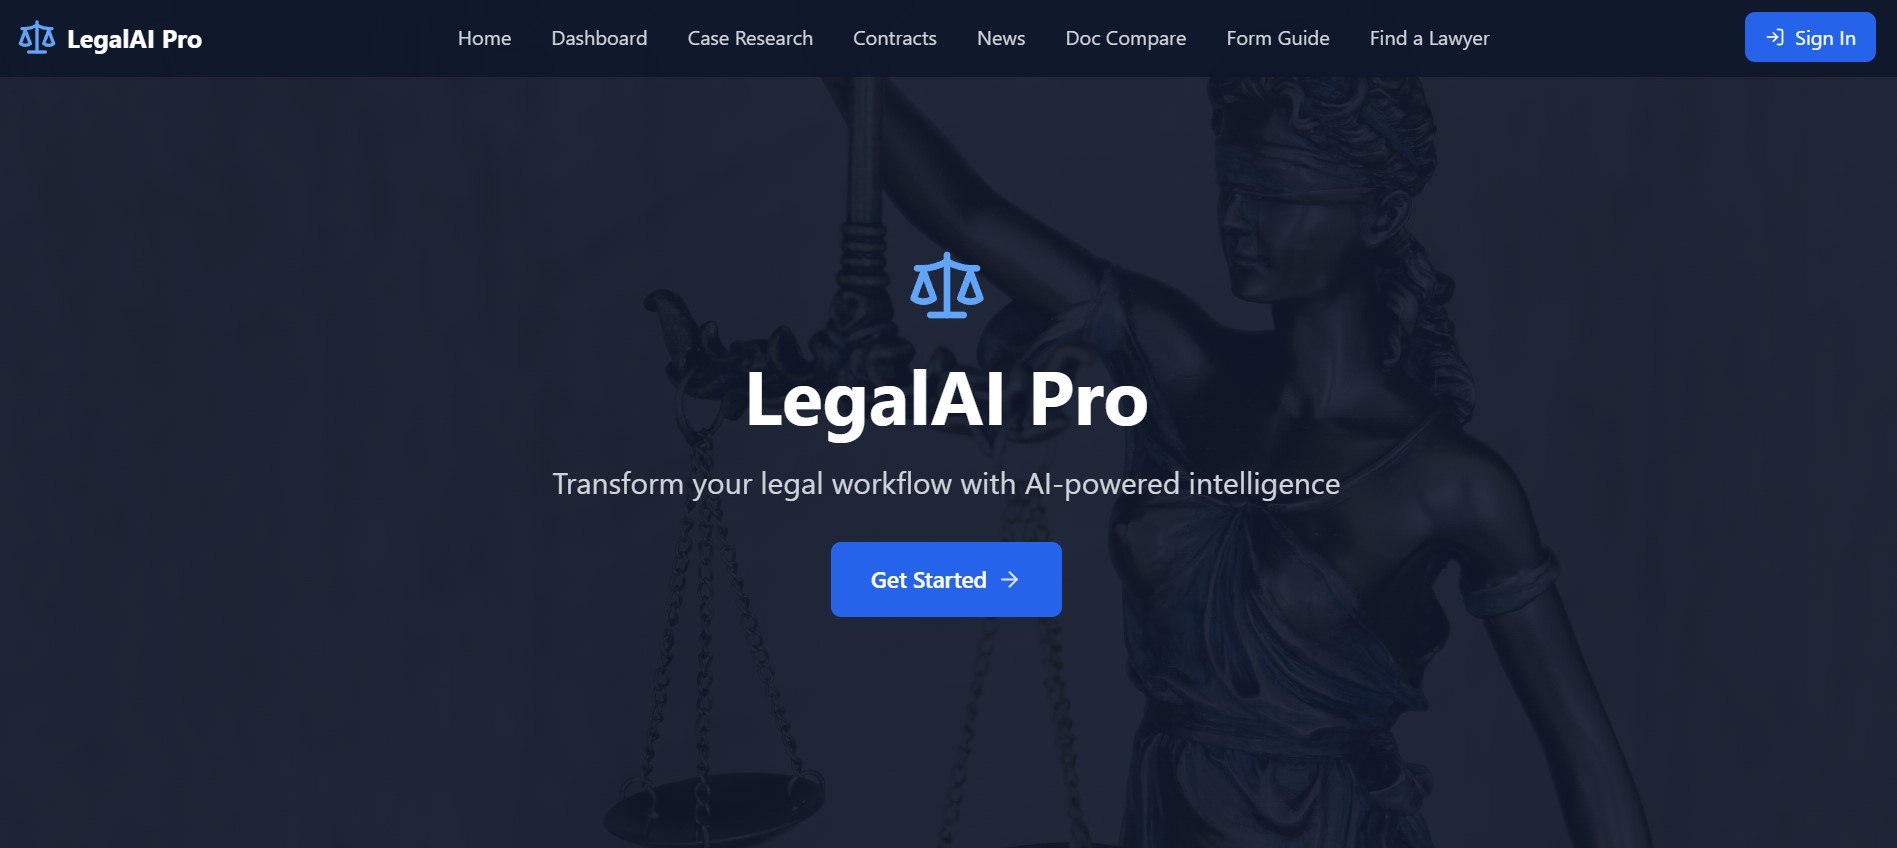 LegalAI Pro
Home Dashboard Case Research Contracts News Doc Compare Form Guide Find a Lawyer
Sign In
LegalAI Pro
Transform your legal workflow with AI-powered intelligence
Get Started